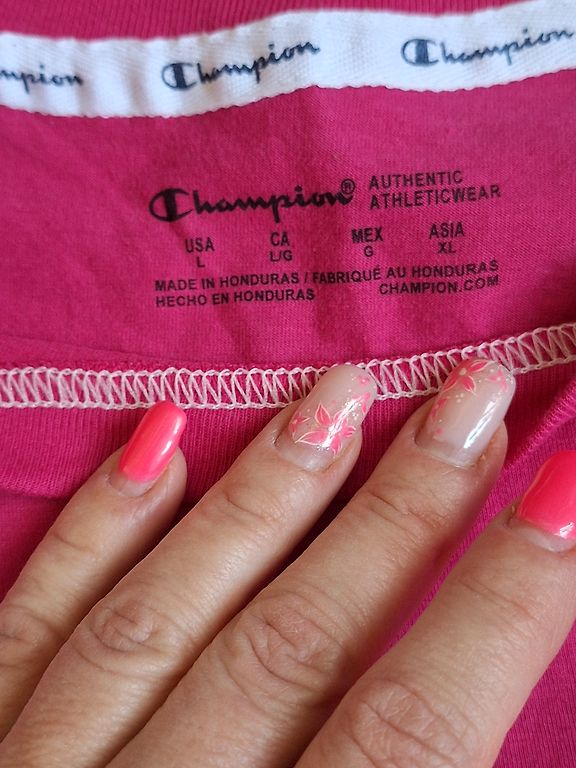 mpion Champion Champion
Champion® AUTHENTIC
ATHLETICWEAR
USA CA MEX ASIA
L L/G G XL
MADE IN HONDURAS / FABRIQUÉ AU HONDURAS
HECHO EN HONDURAS CHAMPION.COM